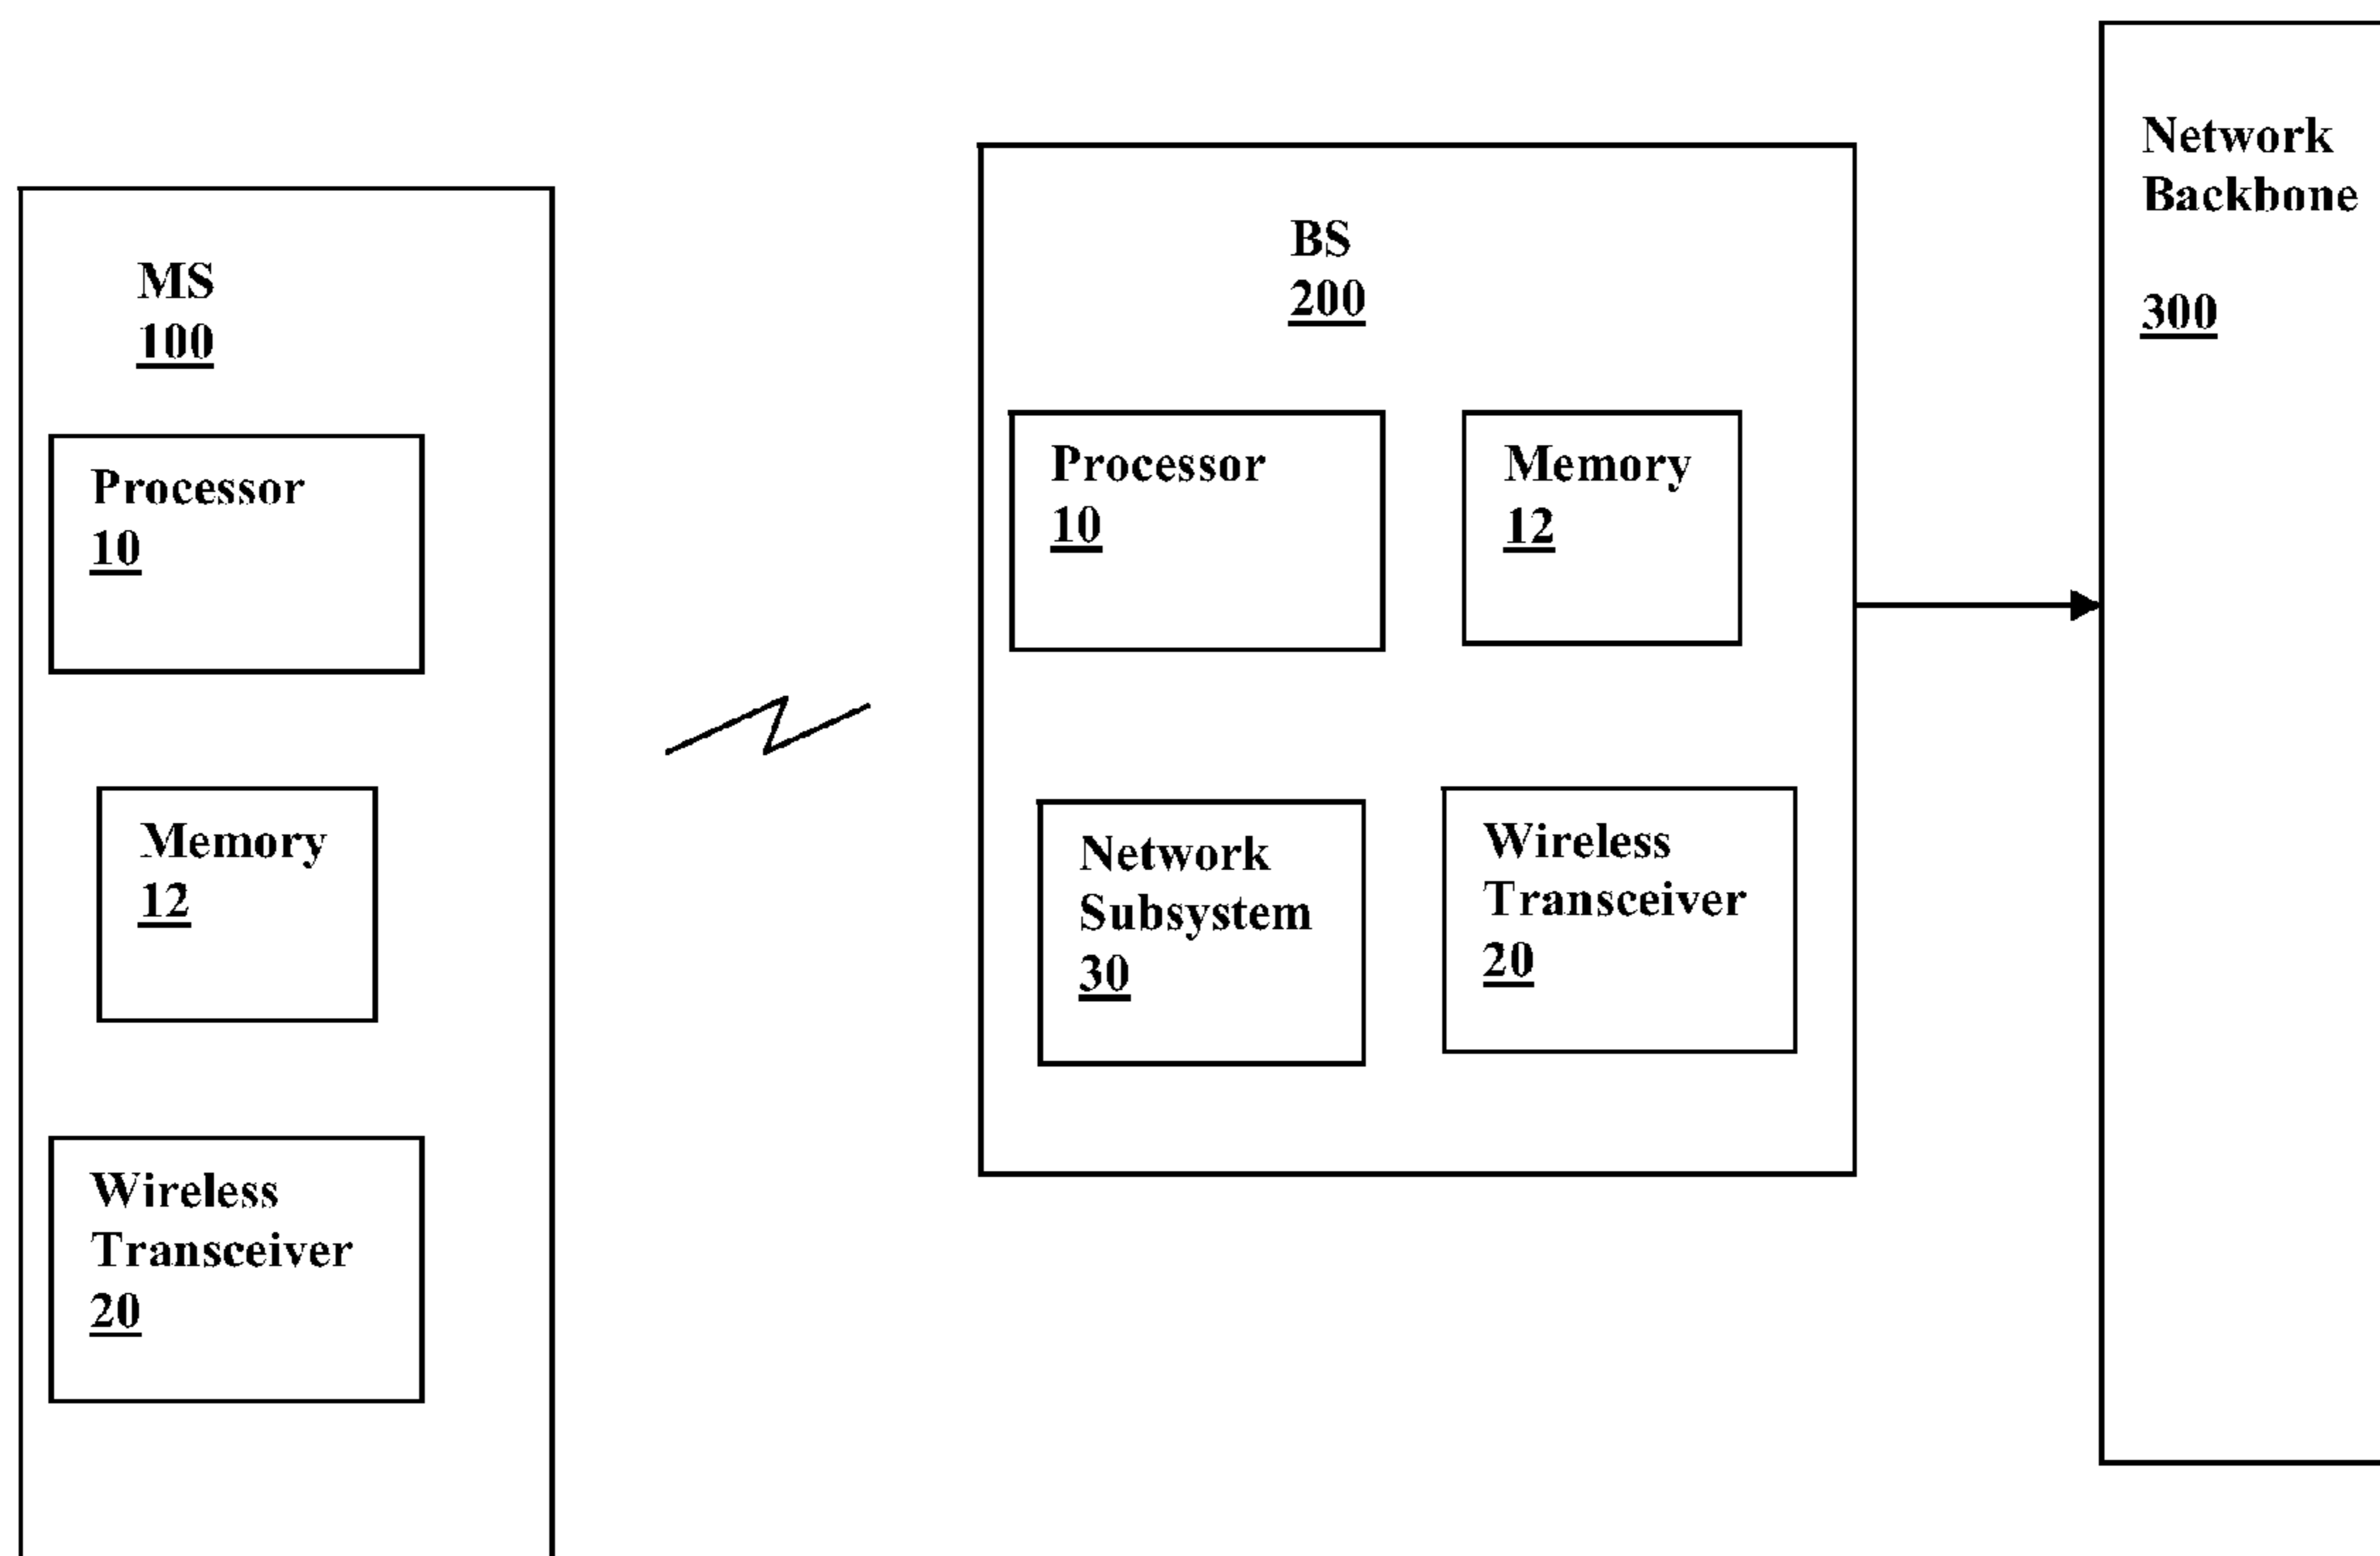 MS
100
Processor
10
Memory
12
Wireless
Transceiver
20
BS
200
Processor
10
Memory
12
Network
Subsystem
30
Wireless
Transceiver
20
Network
Backbone
300